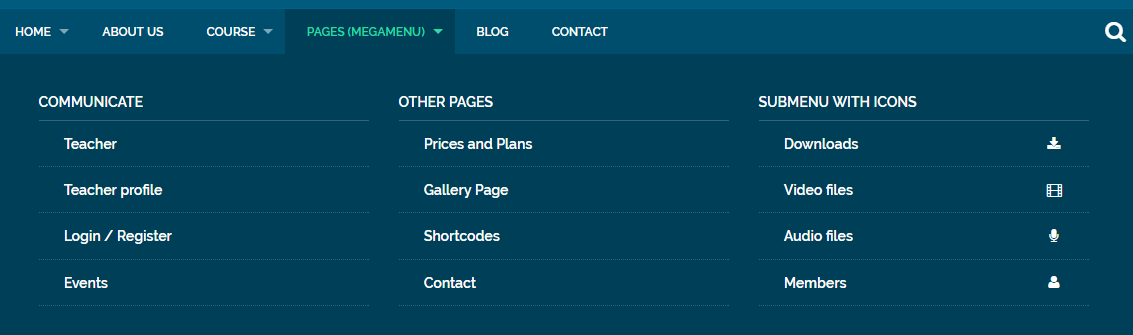 HOME ABOUT US COURSE PAGES (MEGAMENU) BLOG CONTACT
COMMUNICATE
Teacher
Teacher profile
Login / Register
Events
OTHER PAGES
Prices and Plans
Gallery Page
Shortcodes
Contact
SUBMENU WITH ICONS
Downloads
Video files
Audio files
Members